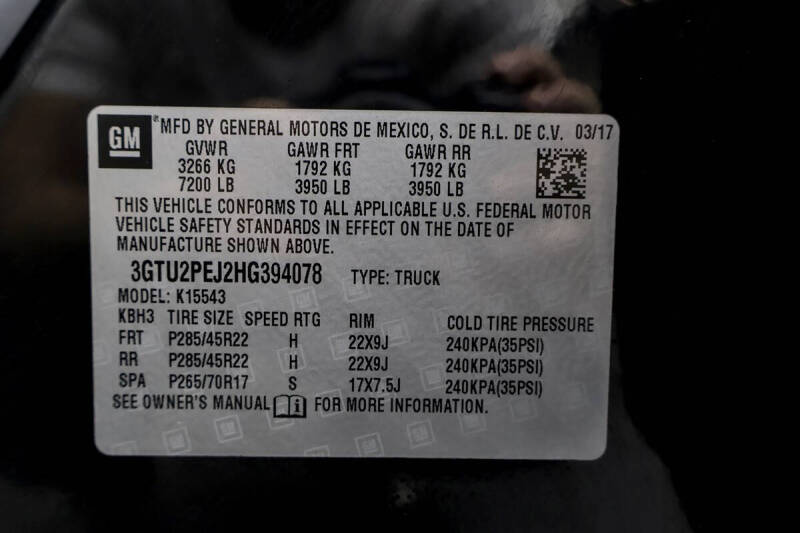 GM MFD BY GENERAL MOTORS DE MEXICO, S. DE R.L. DE C.V. 03/17
GVWR GAWR FRT GAWR RR
3266 KG 1792 KG 1792 KG
7200 LB 3950 LB 3950 LB
THIS VEHICLE CONFORMS TO ALL APPLICABLE U.S. FEDERAL MOTOR
VEHICLE SAFETY STANDARDS IN EFFECT ON THE DATE OF
MANUFACTURE SHOWN ABOVE.
3GTU2PEJ2HG394078 TYPE: TRUCK
MODEL: K15543
KBH3 TIRE SIZE SPEED RTG RIM COLD TIRE PRESSURE
FRT P285/45R22 H 22X9J 240KPA(35PSI)
RR P285/45R22 H 22X9J 240KPA(35PSI)
SPA P265/70R17 S 17X7.5J 240KPA(35PSI)
SEE OWNER'S MANUAL i FOR MORE INFORMATION.